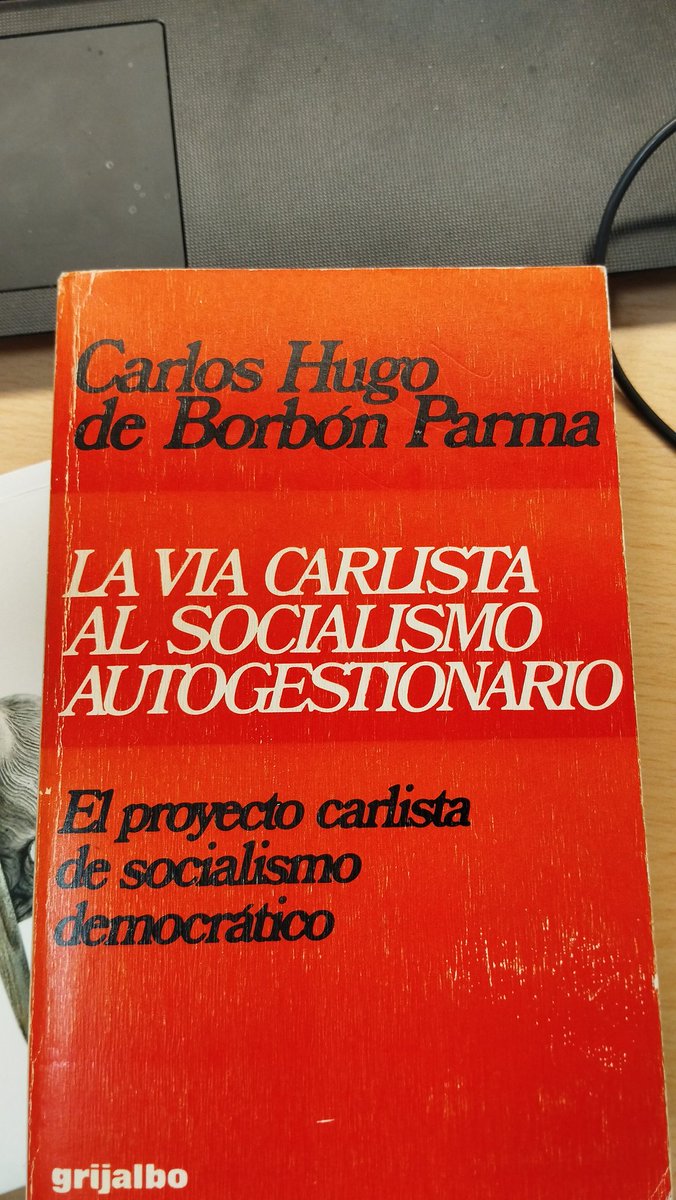 Carlos Hugo
de Borbón Parma
LA VIA CARLISTA
AL SOCIALISMO
AUTOGESTIONARIO
El proyecto carlista
de socialismo
democrático
grijalbo